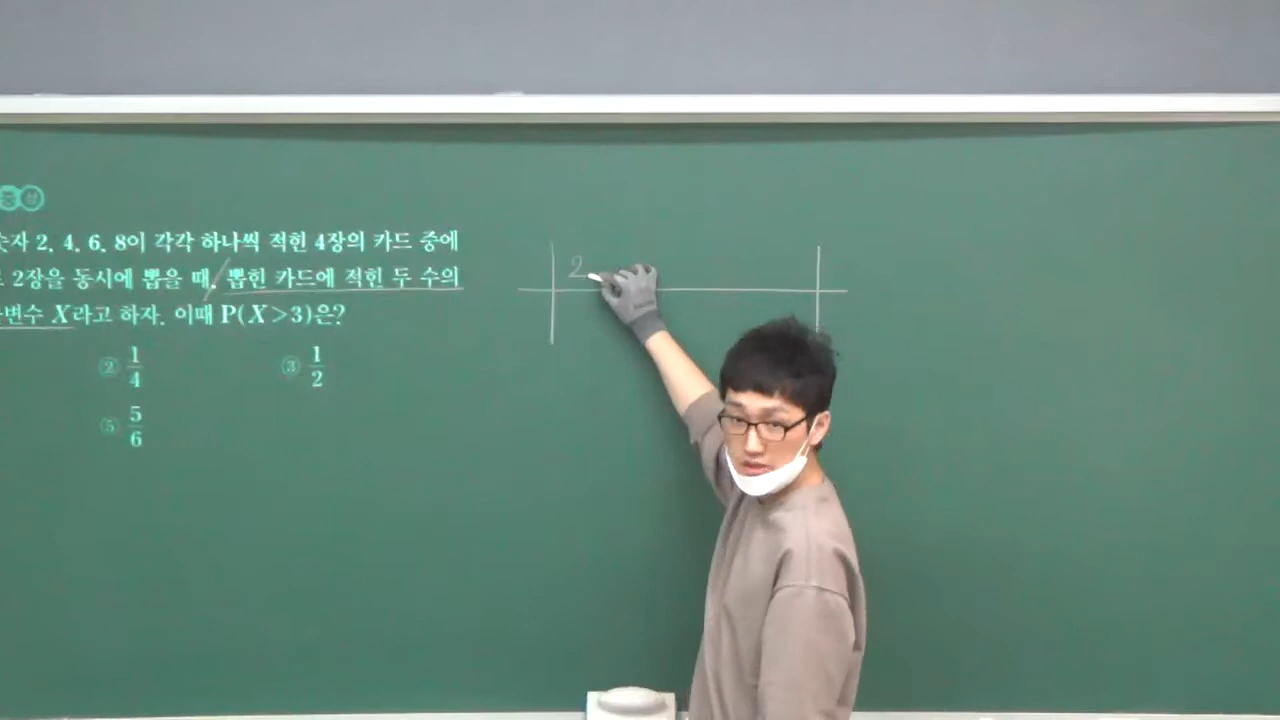 중 상
숫자 2, 4, 6, 8이 각각 하나씩 적힌 4장의 카드 중에
2장을 동시에 뽑을 때, 뽑힌 카드에 적힌 두 수의
변수 X라고 하자. 이때 P(X>3)은?
② 1/4 ③ 1/2
⑤ 5/6
2